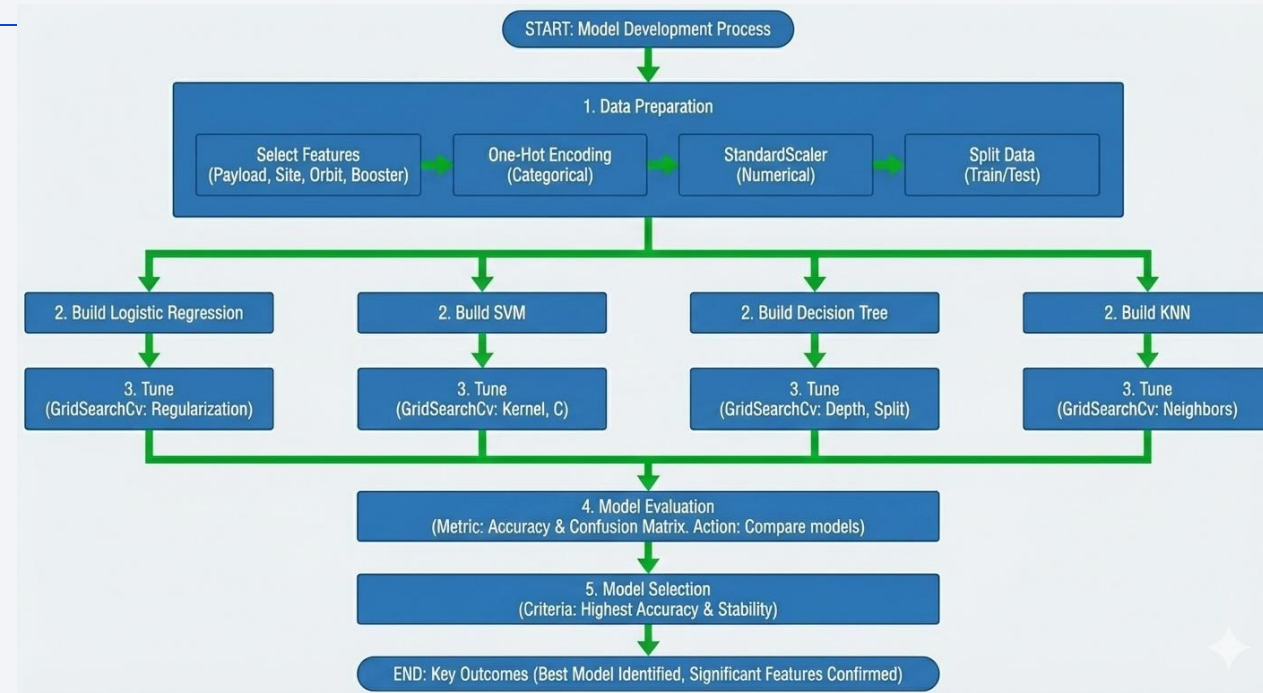 START: Model Development Process
1. Data Preparation
Select Features
(Payload, Site, Orbit, Booster)
One-Hot Encoding
(Categorical)
StandardScaler
(Numerical)
Split Data
(Train/Test)
2. Build Logistic Regression
2. Build SVM
2. Build Decision Tree
2. Build KNN
3. Tune
(GridSearchCv: Regularization)
3. Tune
(GridSearchCv: Kernel, C)
3. Tune
(GridSearchCv: Depth, Split)
3. Tune
(GridSearchCv: Neighbors)
4. Model Evaluation
(Metric: Accuracy & Confusion Matrix. Action: Compare models)
5. Model Selection
(Criteria: Highest Accuracy & Stability)
END: Key Outcomes (Best Model Identified, Significant Features Confirmed)